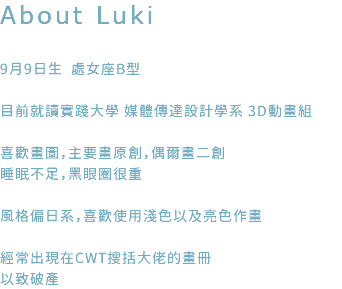 About Luki
9月9日生 處女座B型
目前就讀實踐大學 媒體傳達設計學系 3D動畫組
喜歡畫圖,主要畫原創,偶爾畫二創
睡眠不足,黑眼圈很重
風格偏日系,喜歡使用淺色以及亮色作畫
經常出現在CWT搜括大佬的畫冊
以致破產